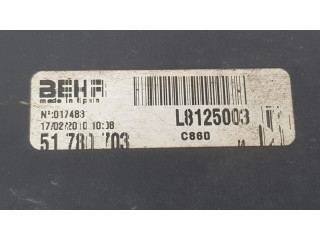 BEHR
made in Spain
Nº:017483
17/02/2010 10:08
L8125003
51 780 703
C860